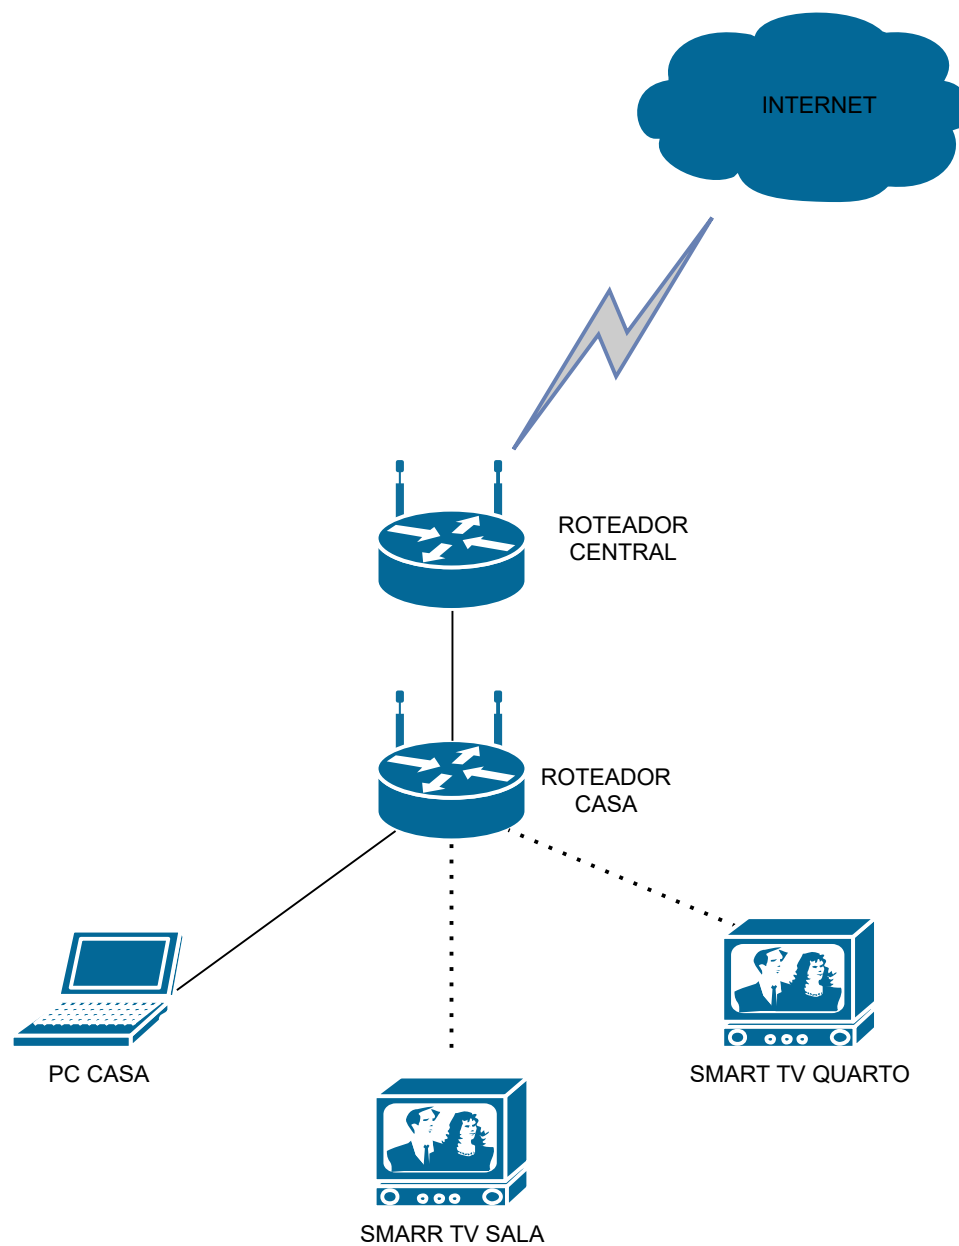 INTERNET
ROTEADOR
CENTRAL
ROTEADOR
CASA
PC CASA
SMART TV QUARTO
SMARR TV SALA